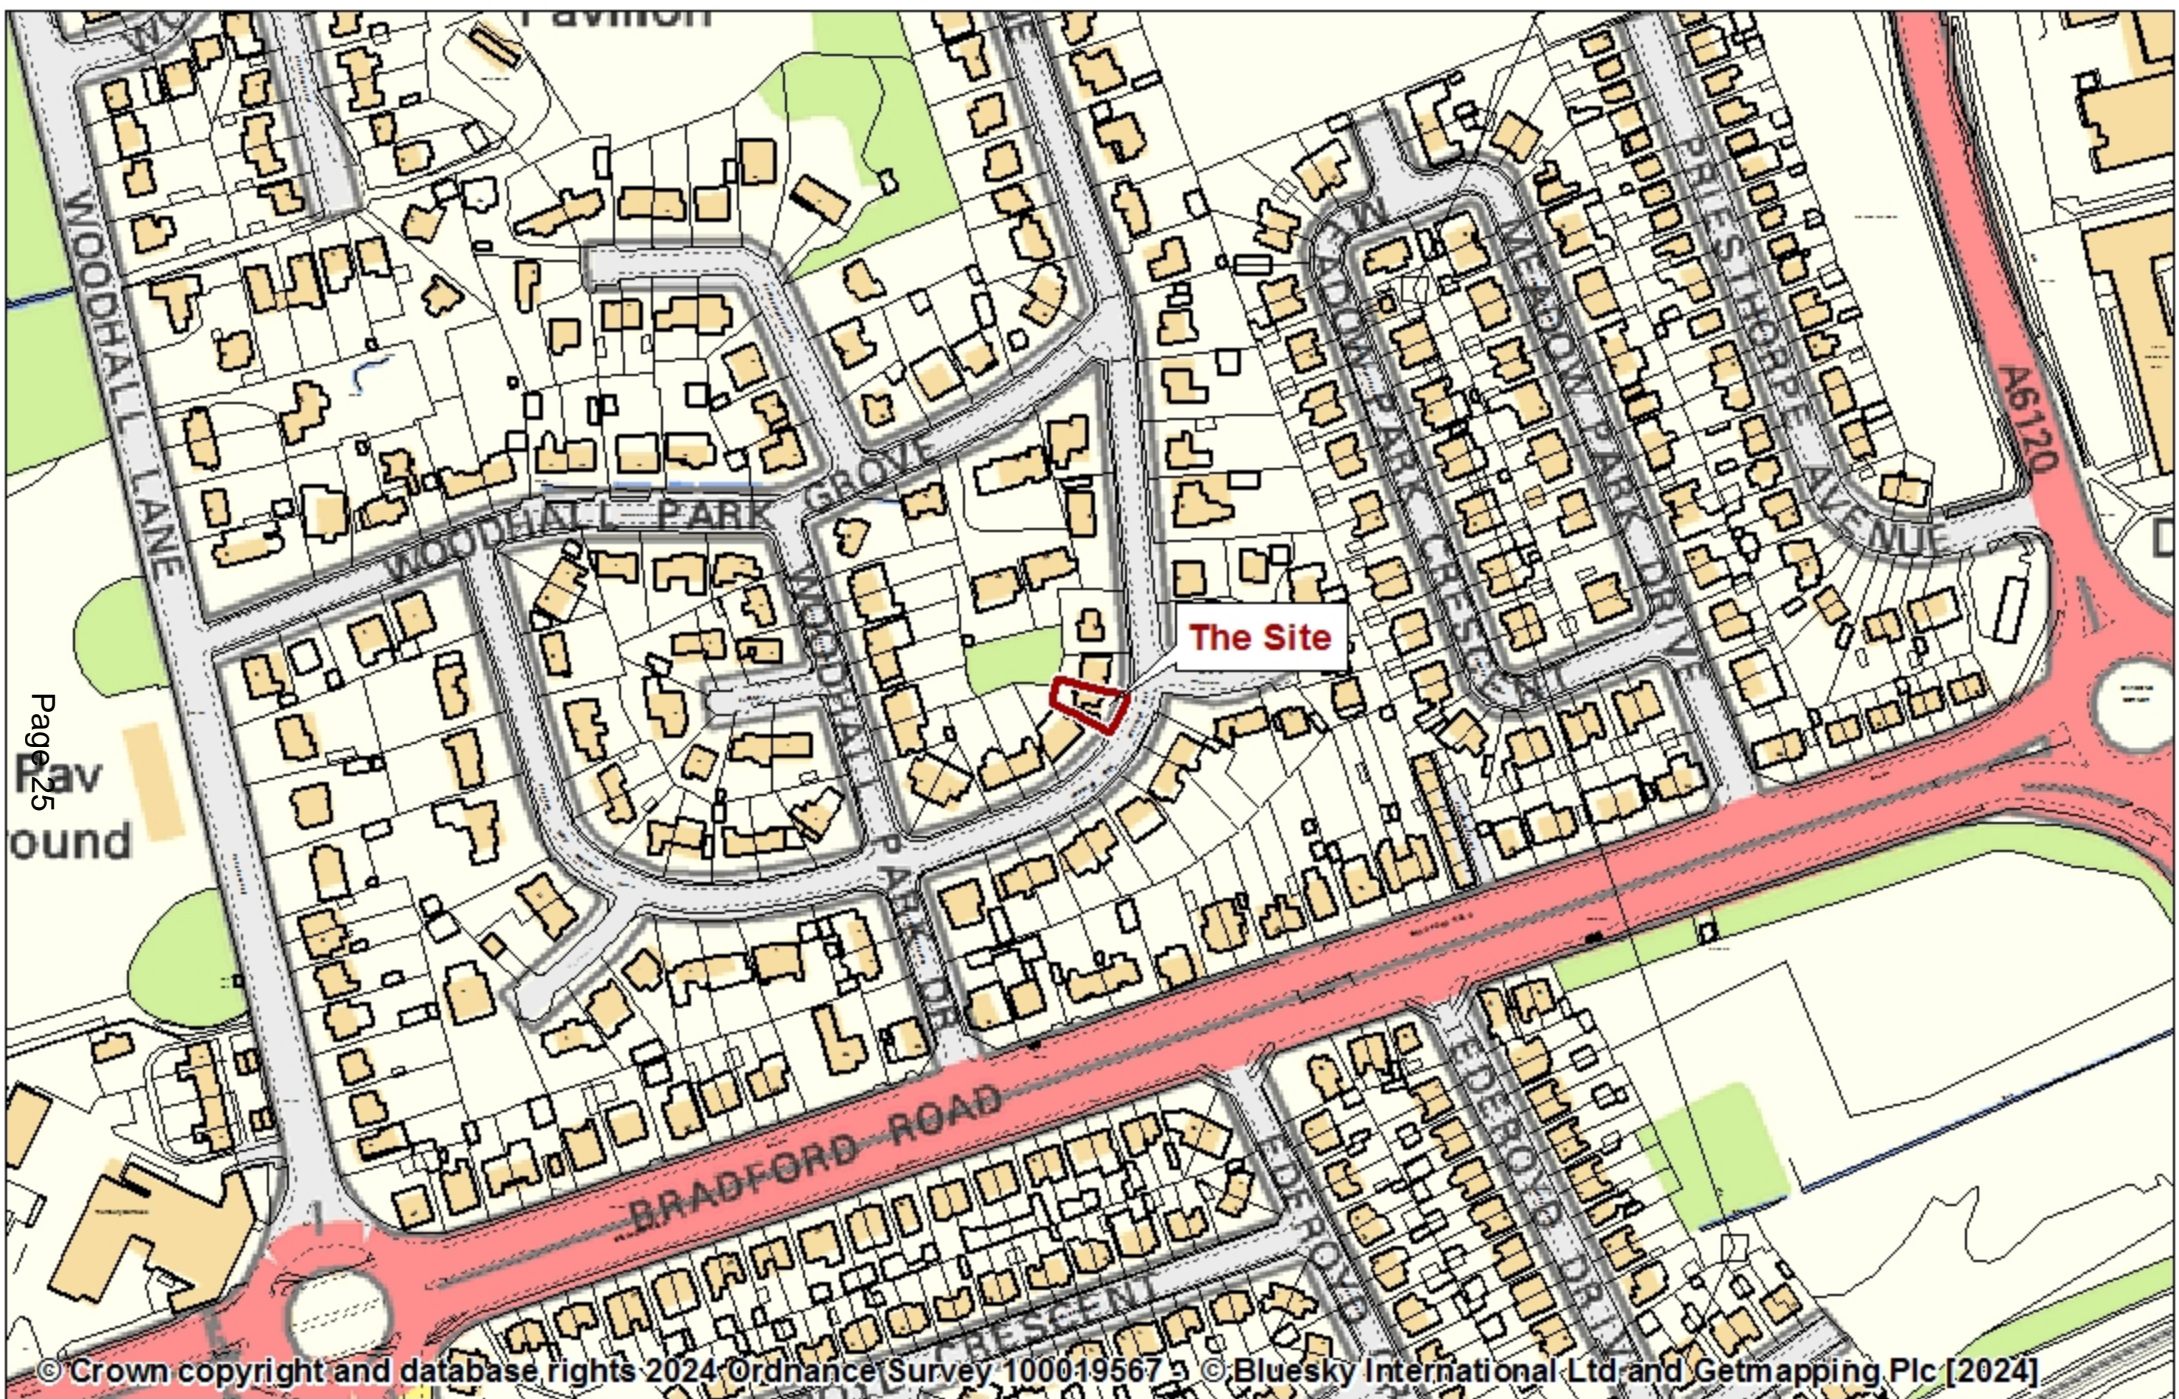 Pavilion
WOODHALL LANE
WOODHALL PARK GROVE
WOODHALL PARK DR
MEADOW PARK CRESCENT
MEADOW PARK DRIVE
PRIESTHORPE AVENUE
A6120
The Site
Page 25
Pav
round
BRADFORD ROAD
EDEROYD
CRESCENT
EDEROYD DRIV
© Crown copyright and database rights 2024 Ordnance Survey 100019567 - © Bluesky International Ltd and Getmapping Plc [2024]